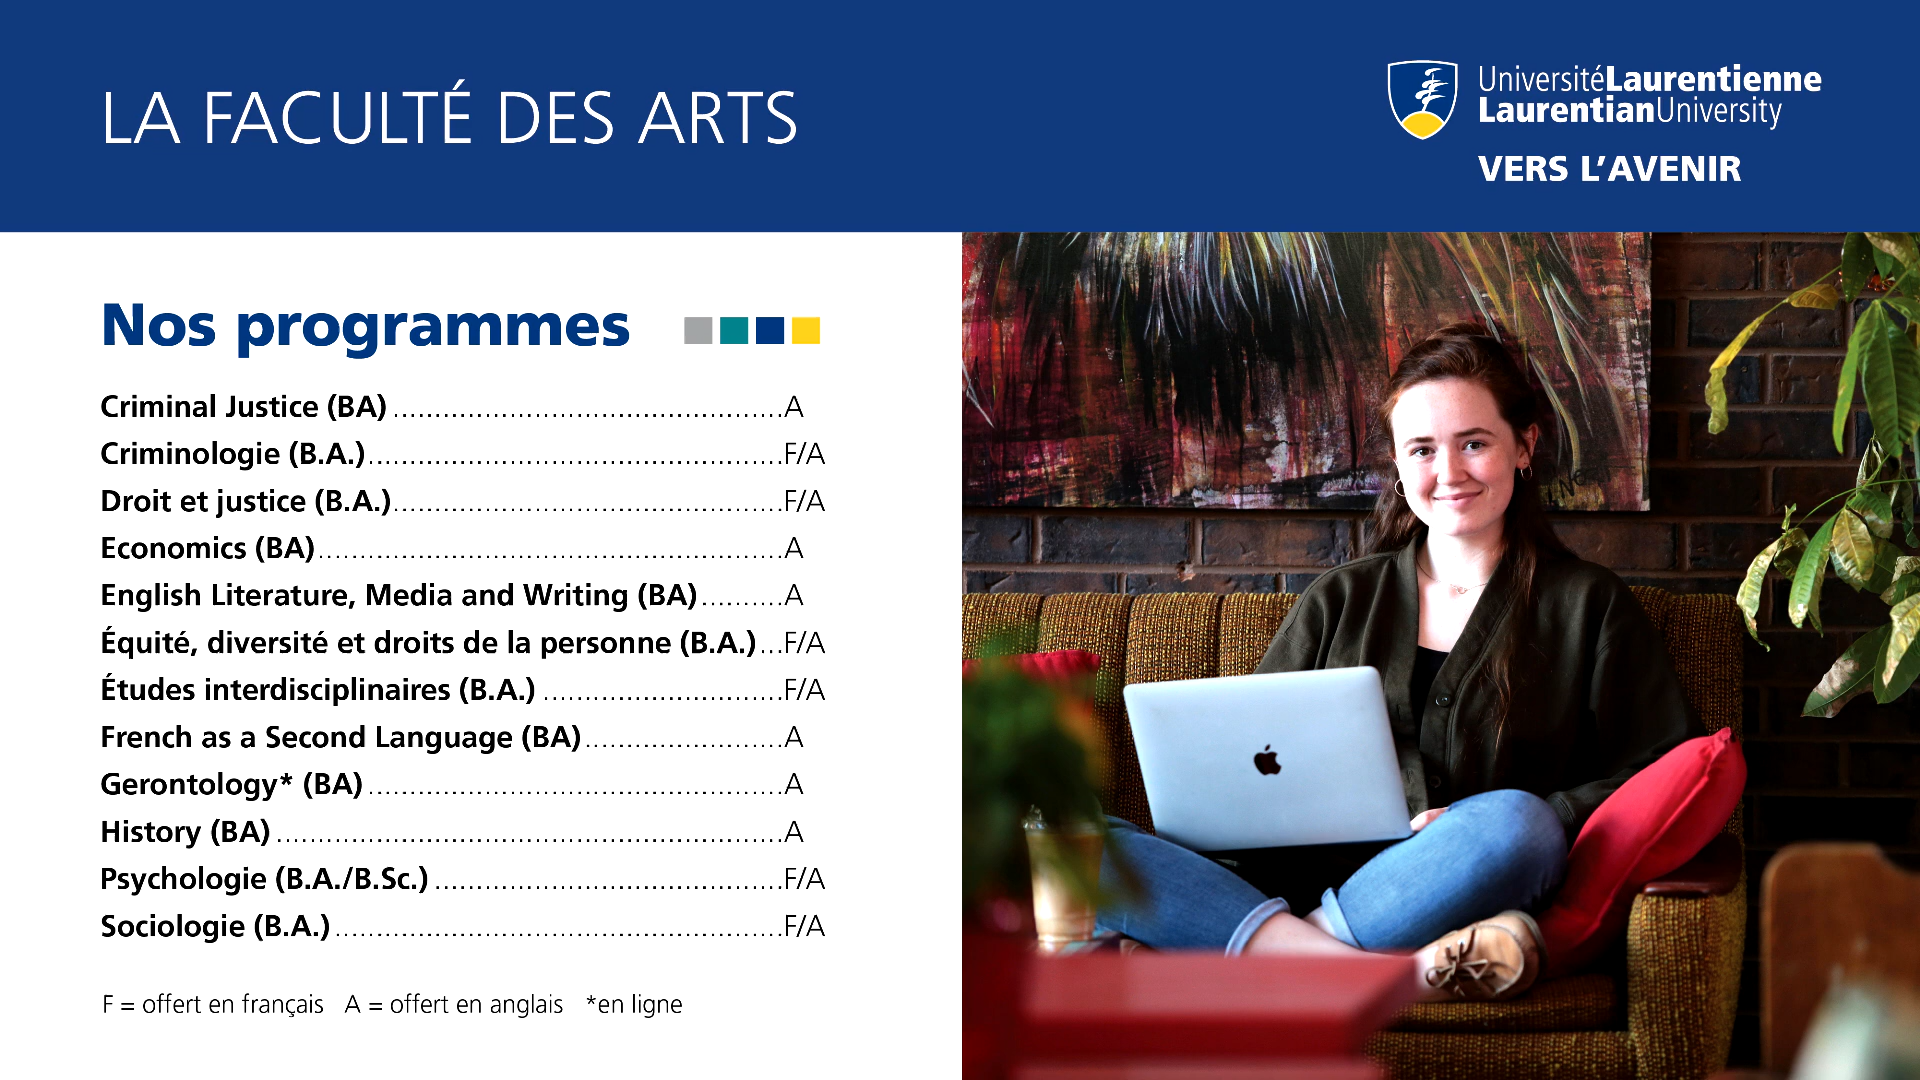 LA FACULTÉ DES ARTS
UniversitéLaurentienne
LaurentianUniversity
VERS L'AVENIR
Nos programmes
Criminal Justice (BA) ................................................A
Criminologie (B.A.)...................................................F/A
Droit et justice (B.A.)................................................F/A
Economics (BA).........................................................A
English Literature, Media and Writing (BA)..........A
Équité, diversité et droits de la personne (B.A.)...F/A
Études interdisciplinaires (B.A.) .............................F/A
French as a Second Language (BA)........................A
Gerontology* (BA) ...................................................A
History (BA) ..............................................................A
Psychologie (B.A./B.Sc.) ...........................................F/A
Sociologie (B.A.) .......................................................F/A
F = offert en français A = offert en anglais *en ligne